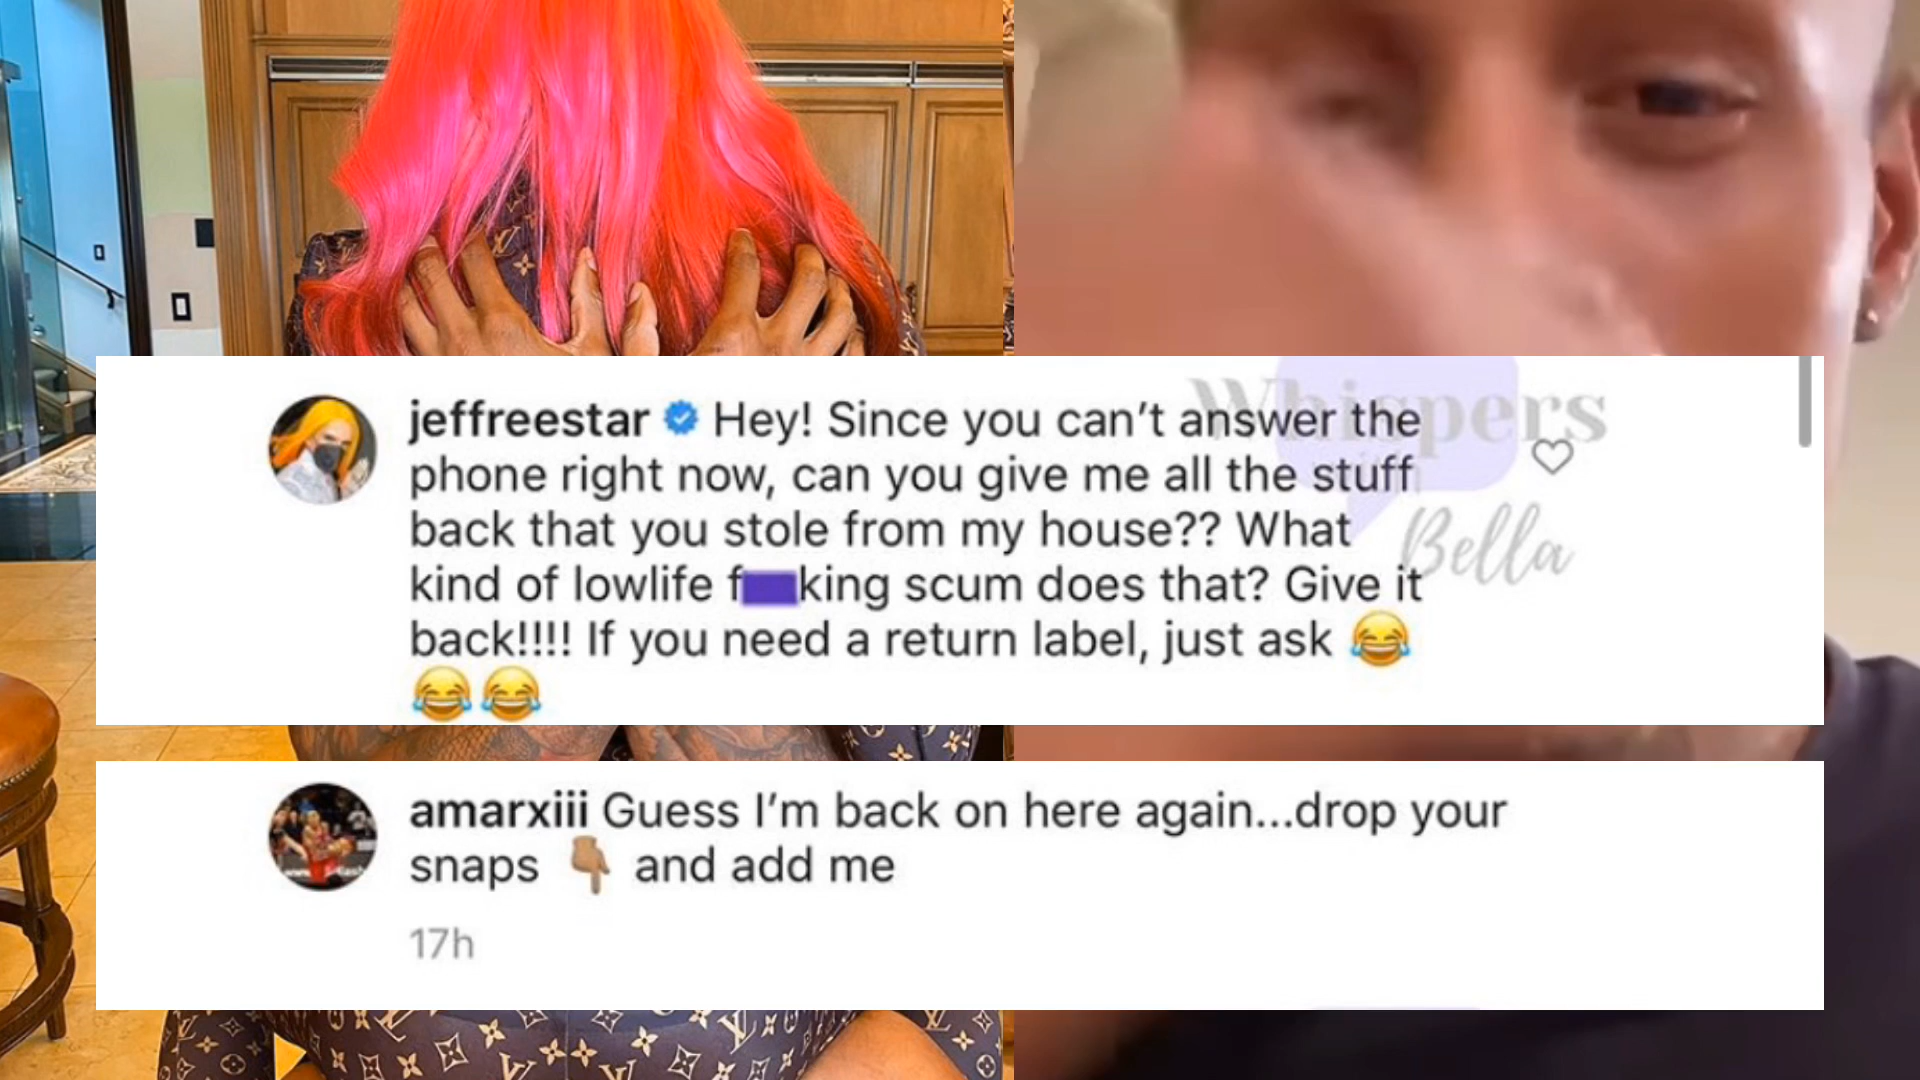 Whispers
with
Bella
jeffreestar Hey! Since you can't answer the
phone right now, can you give me all the stuff
back that you stole from my house?? What
kind of lowlife f king scum does that? Give it
back!!!! If you need a return label, just ask 😂
😂😂
amarxiii Guess I'm back on here again...drop your
snaps 👇🏽 and add me
17h